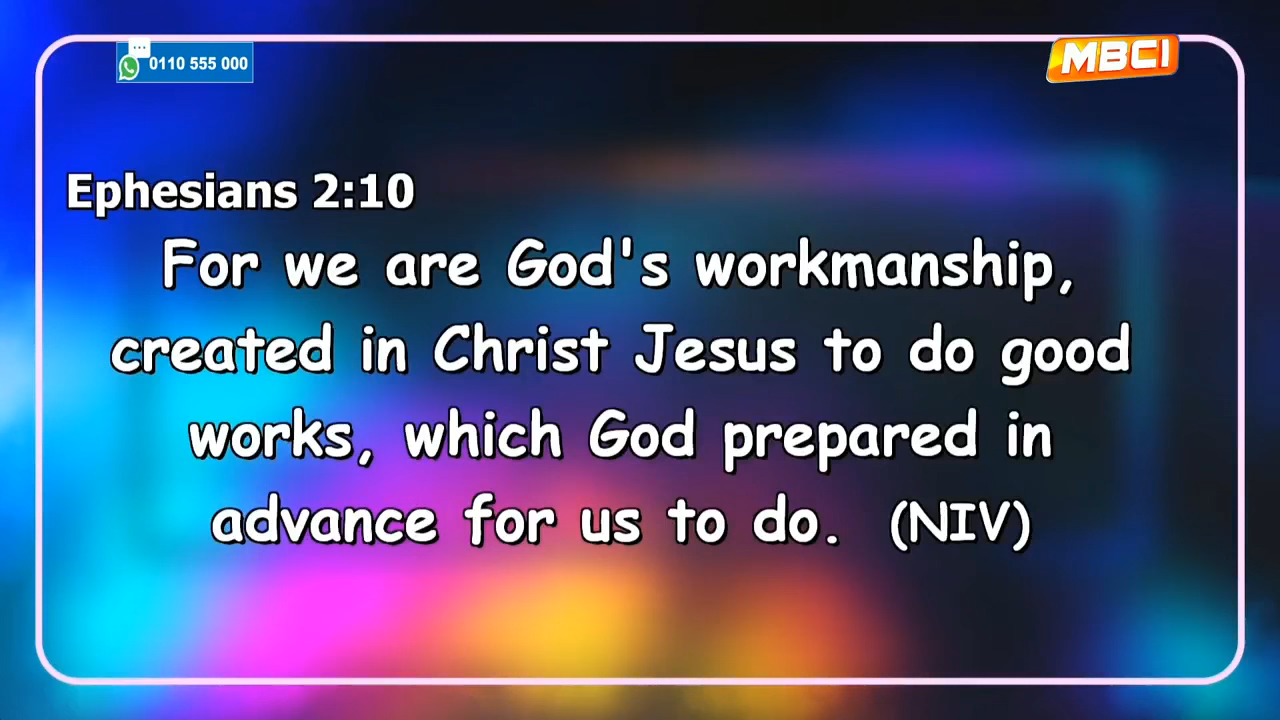 0110 555 000
MBCI
Ephesians 2:10
For we are God's workmanship,
created in Christ Jesus to do good
works, which God prepared in
advance for us to do. (NIV)